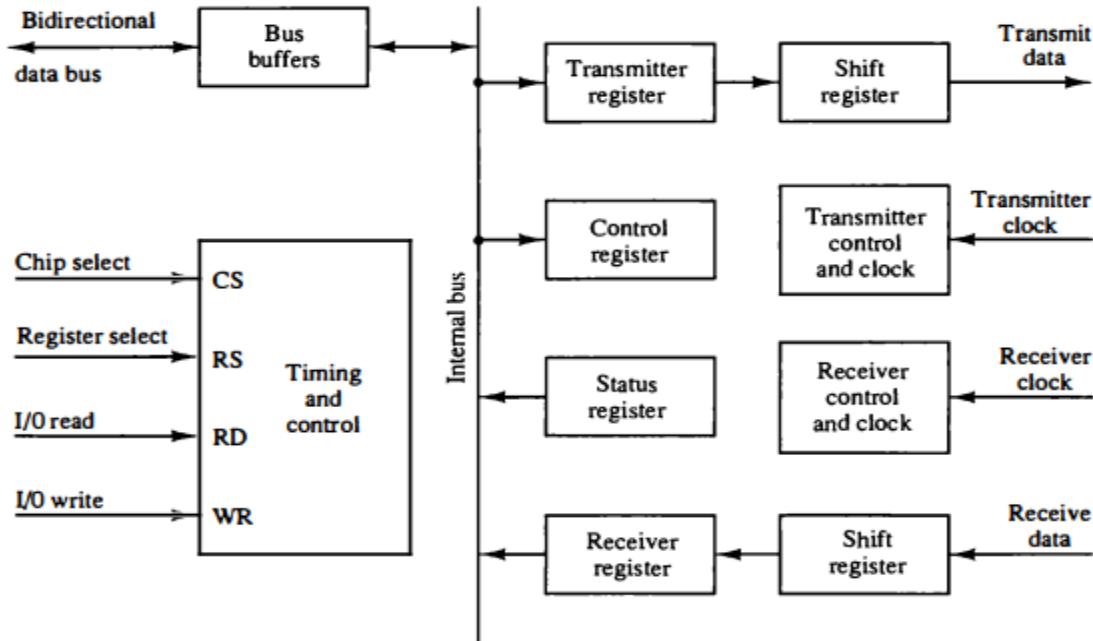 Bidirectional
data bus
Bus
buffers
Transmitter
register
Shift
register
Transmit
data
Control
register
Transmitter
control
and clock
Transmitter
clock
Chip select
CS
Register select
RS
I/O read
RD
I/O write
WR
Timing
and
control
Internal bus
Status
register
Receiver
control
and clock
Receiver
clock
Receiver
register
Shift
register
Receive
data